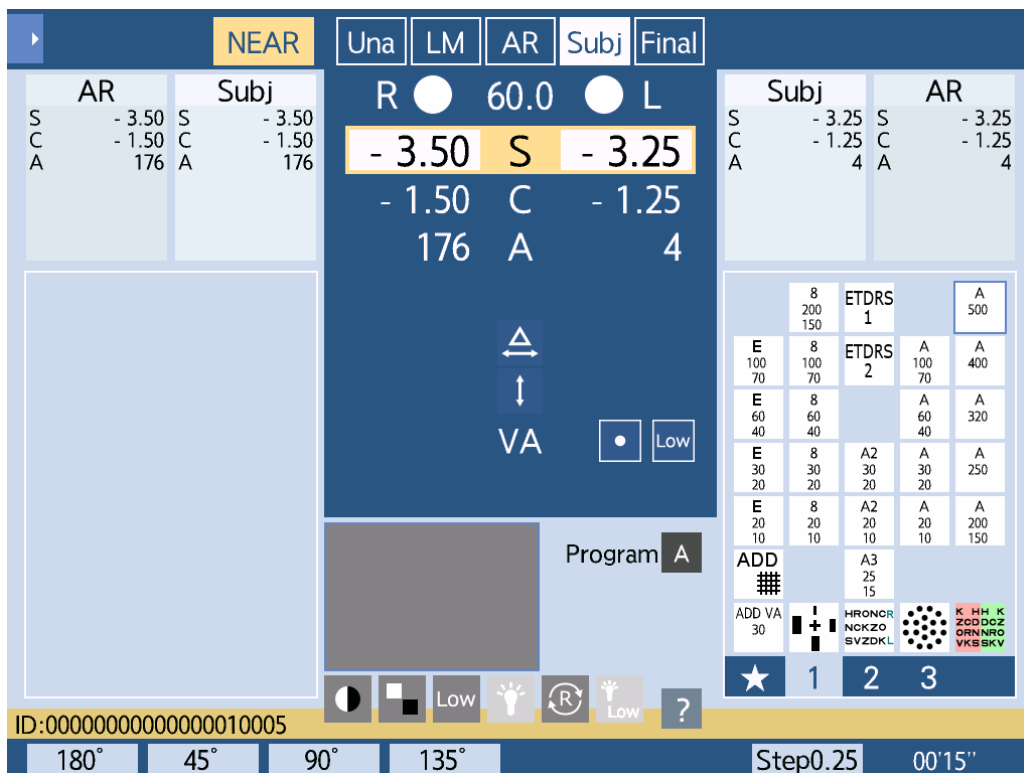 NEAR Una LM AR Subj Final
AR Subj
S - 3.50 S - 3.50
C - 1.50 C - 1.50
A 176 A 176
R 60.0 L
- 3.50 S - 3.25
- 1.50 C - 1.25
176 A 4
VA Low
Subj AR
S - 3.25 S - 3.25
C - 1.25 C - 1.25
A 4 A 4
8 200 150
ETDRS 1
A 500
E 100 70
8 100 70
ETDRS 2
A 100 70
A 400
E 60 40
8 60 40
A 60 40
A 320
E 30 20
8 30 20
A2 30 20
A 30 20
A 250
E 20 10
8 20 10
A2 20 10
A 20 10
A 200 150
ADD
A3 25 15
ADD VA 30
HRONCR
NCKZO
SVZDKL
K HH K
ZCD DCZ
ORN NRO
VKS SKV
1 2 3
Program A
Low R Low ?
ID:00000000000000010005
180° 45° 90° 135° Step0.25 00'15"